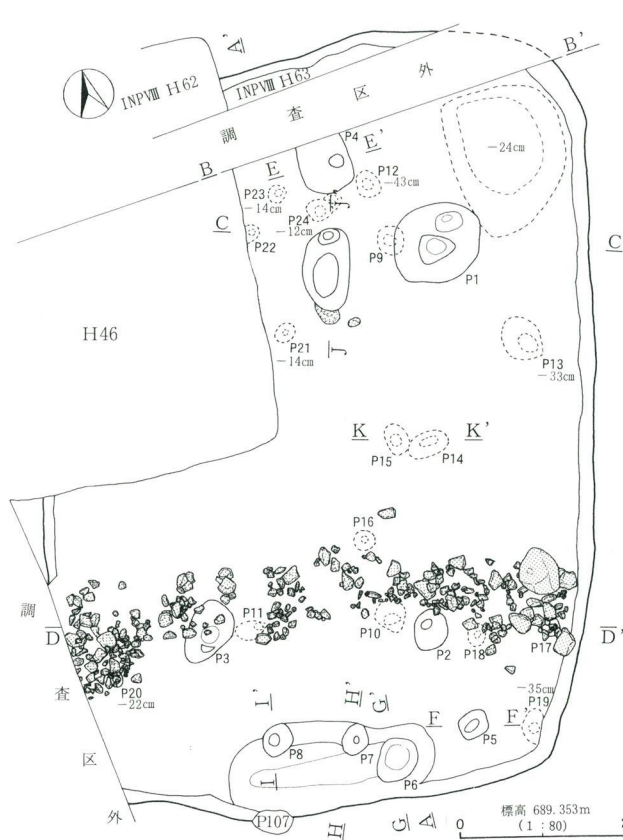 A'
INPⅧ H62
INPⅧ H63
調査区外
B'
B
P4
E
E'
P12
-43cm
-24cm
P23
-14cm
C
P24
-12cm
P22
P9
P1
C
H46
P21
-14cm
J
P13
-33cm
K
K'
P15
P14
P16
調査区外
D
P11
P10
P3
P2
P18
P17
D'
P20
-22cm
-35cm
P19
I'
H'
G'
F
F'
P8
P7
P5
P6
I
P107
H
G
A
標高 689.353m
(1:80)
0